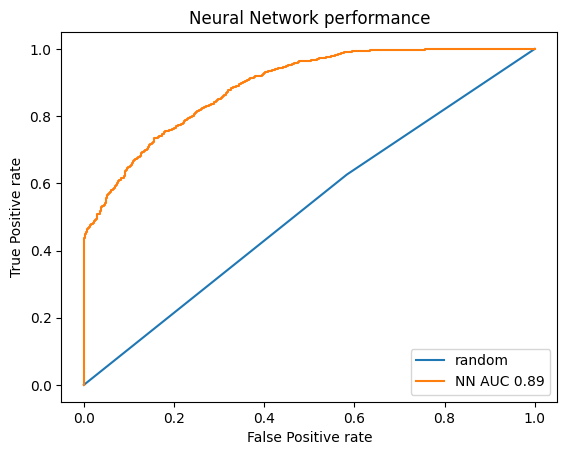 Neural Network performance
True Positive rate
1.0
0.8
0.6
0.4
0.2
0.0
random
NN AUC 0.89
0.0 0.2 0.4 0.6 0.8 1.0
False Positive rate